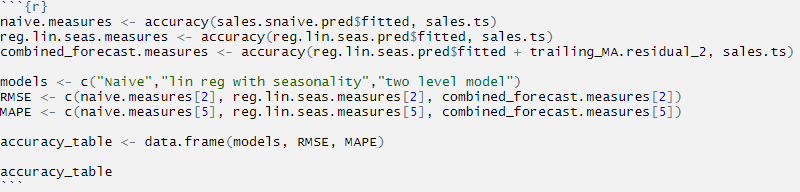 ```{r}
naive.measures <- accuracy(sales.snaive.pred$fitted, sales.ts)
reg.lin.seas.measures <- accuracy(reg.lin.seas.pred$fitted, sales.ts)
combined_forecast.measures <- accuracy(reg.lin.seas.pred$fitted + trailing_MA.residual_2, sales.ts)
models <- c("Naive","lin reg with seasonality","two level model")
RMSE <- c(naive.measures[2], reg.lin.seas.measures[2], combined_forecast.measures[2])
MAPE <- c(naive.measures[5], reg.lin.seas.measures[5], combined_forecast.measures[5])
accuracy_table <- data.frame(models, RMSE, MAPE)
accuracy_table
```